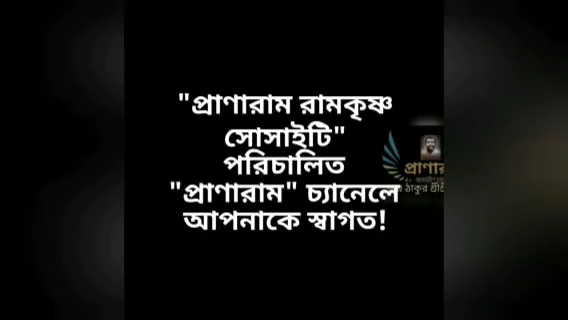 "প্রাণারাম রামকৃষ্ণ
সোসাইটি"
পরিচালিত
"প্রাণারাম" চ্যানেলে
আপনাকে স্বাগত!